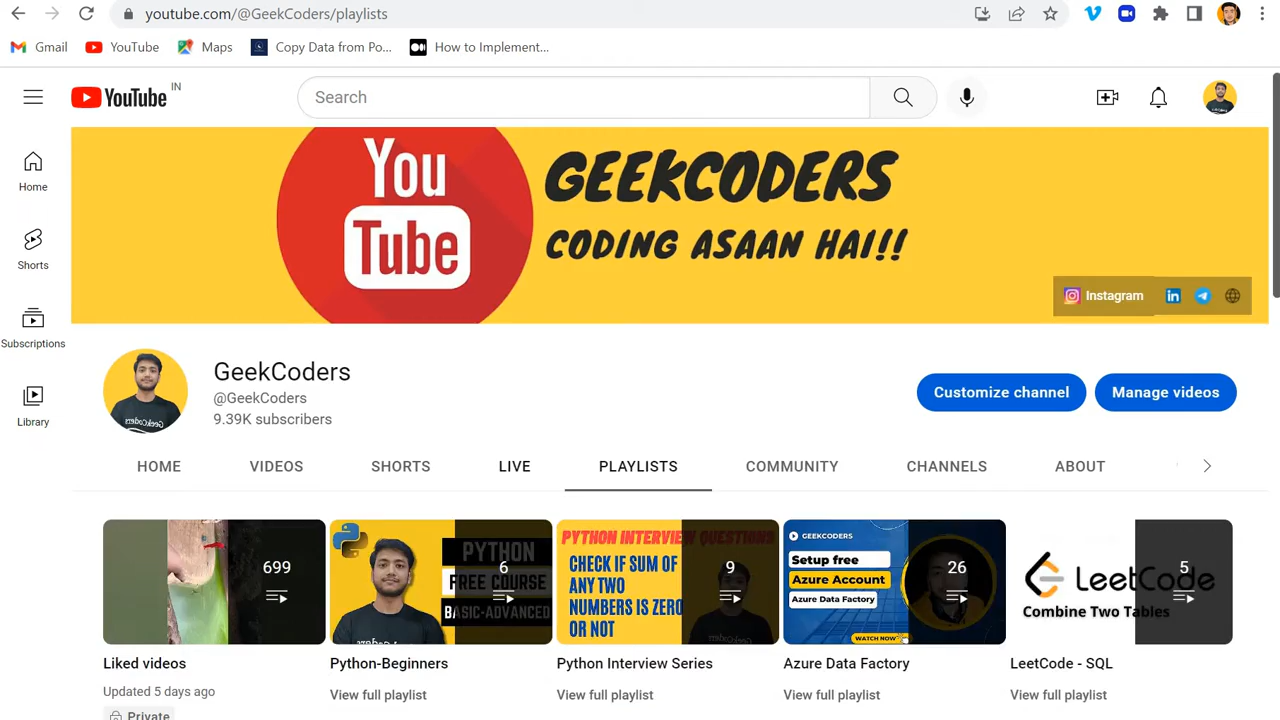 youtube.com/@GeekCoders/playlists
Gmail YouTube Maps Copy Data from Po... How to Implement...
YouTube IN
Search
You
Tube
GEEKCODERS
CODING ASAAN HAI!!
Instagram
Home
Shorts
Subscriptions
Library
GeekCoders
@GeekCoders
9.39K subscribers
Customize channel Manage videos
HOME VIDEOS SHORTS LIVE PLAYLISTS COMMUNITY CHANNELS ABOUT
699
PYTHON
FREE COURSE
BASIC-ADVANCED
6
PYTHON INTERVIEW QUESTIONS
CHECK IF SUM OF
ANY TWO
NUMBERS IS ZERO
OR NOT
9
GEEKCODERS
Setup free
Azure Account
Azure Data Factory
WATCH NOW
26
LeetCode
Combine Two Tables
5
Liked videos
Updated 5 days ago
Private
Python-Beginners
View full playlist
Python Interview Series
View full playlist
Azure Data Factory
View full playlist
LeetCode - SQL
View full playlist